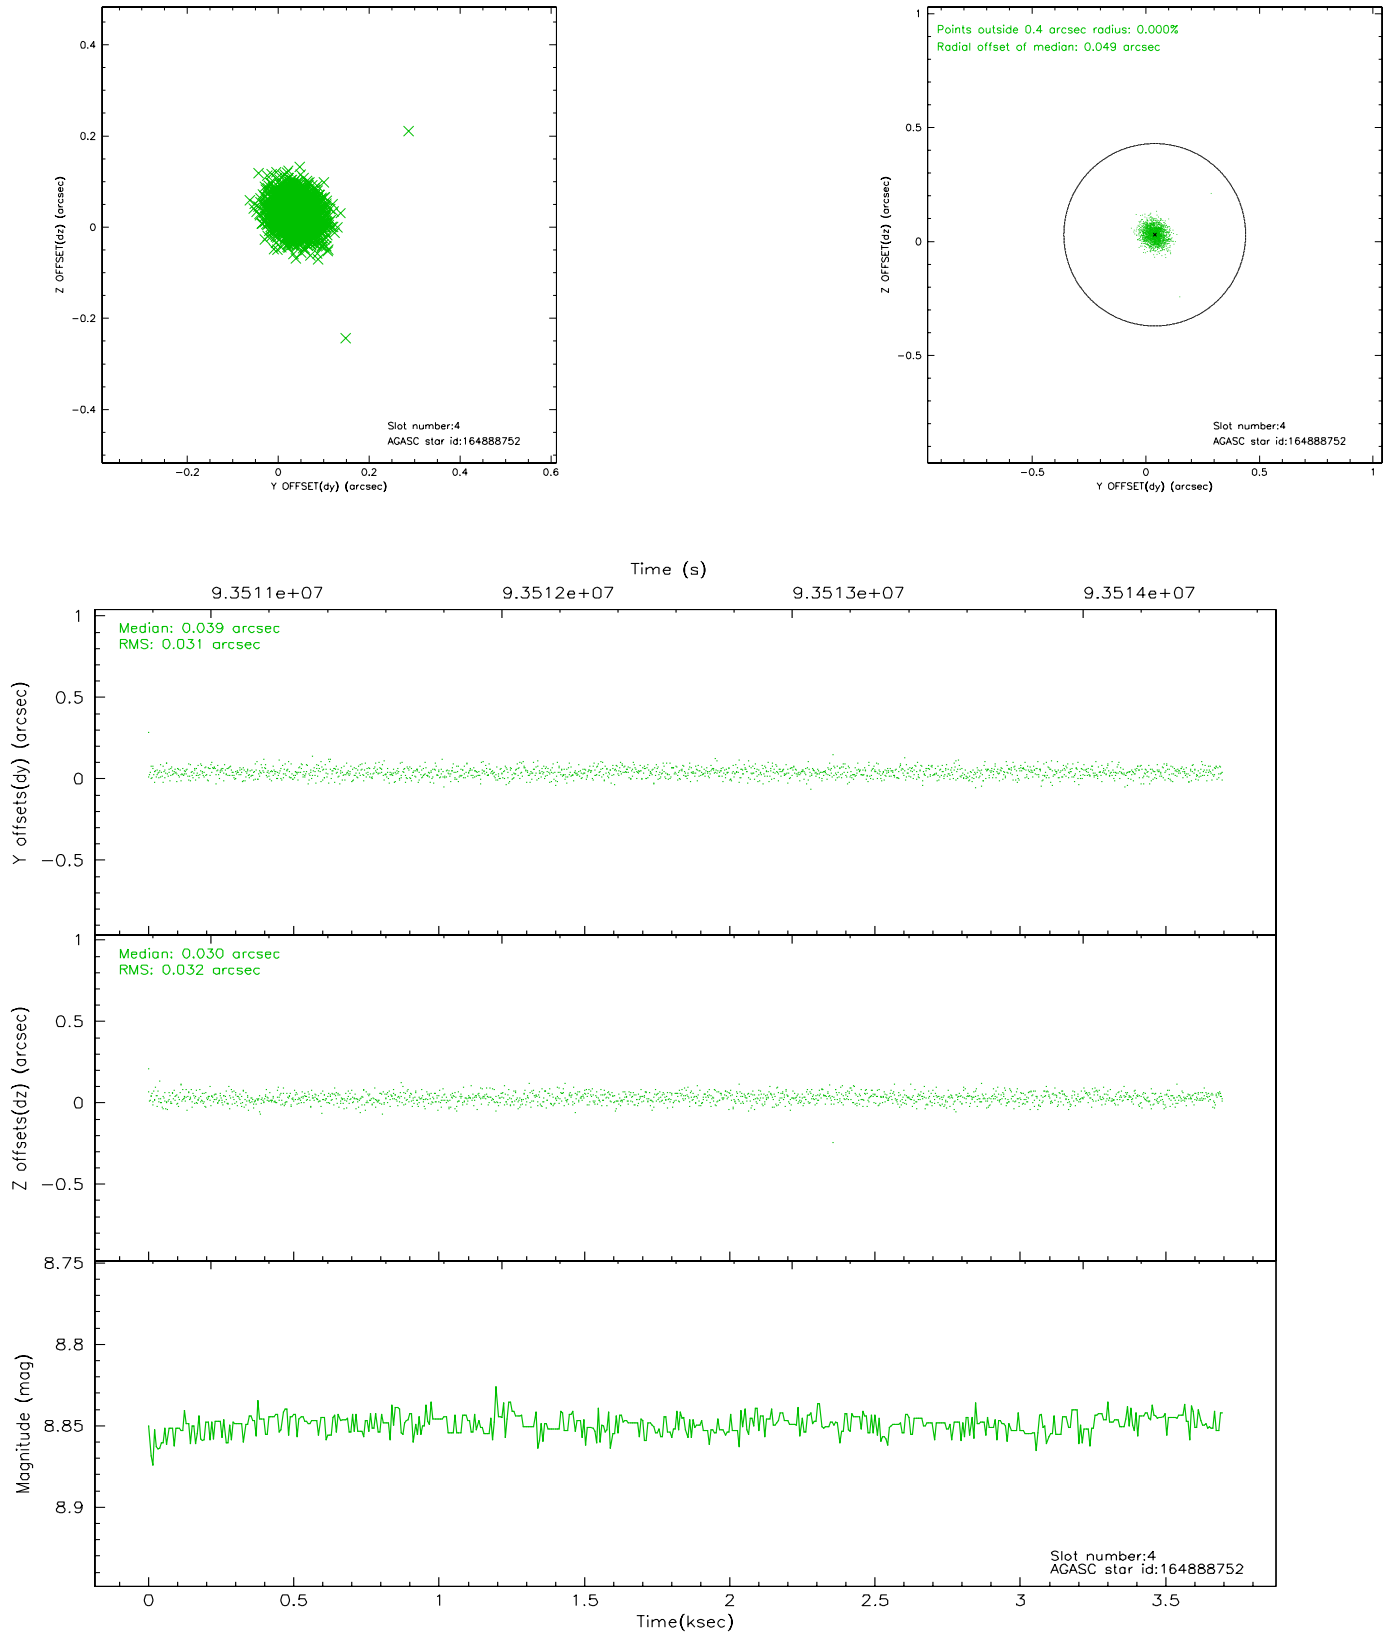 0.4
0.2
0
−0.2
−0.4
Z OFFSET(dz) (arcsec)
Slot number:4
AGASC star id:164888752
−0.2 0 0.2 0.4 0.6
Y OFFSET(dy) (arcsec)
Points outside 0.4 arcsec radius: 0.000%
Radial offset of median: 0.049 arcsec
1
0.5
0
−0.5
Z OFFSET(dz) (arcsec)
Slot number:4
AGASC star id:164888752
−0.5 0 0.5 1
Y OFFSET(dy) (arcsec)
Time (s)
9.3511e+07 9.3512e+07 9.3513e+07 9.3514e+07
Median: 0.039 arcsec
RMS: 0.031 arcsec
1
0.5
0
−0.5
Y offsets(dy) (arcsec)
Median: 0.030 arcsec
RMS: 0.032 arcsec
1
0.5
0
−0.5
Z offsets(dz) (arcsec)
8.75
8.8
8.85
8.9
Magnitude (mag)
Slot number:4
AGASC star id:164888752
0 0.5 1 1.5 2 2.5 3 3.5
Time(ksec)